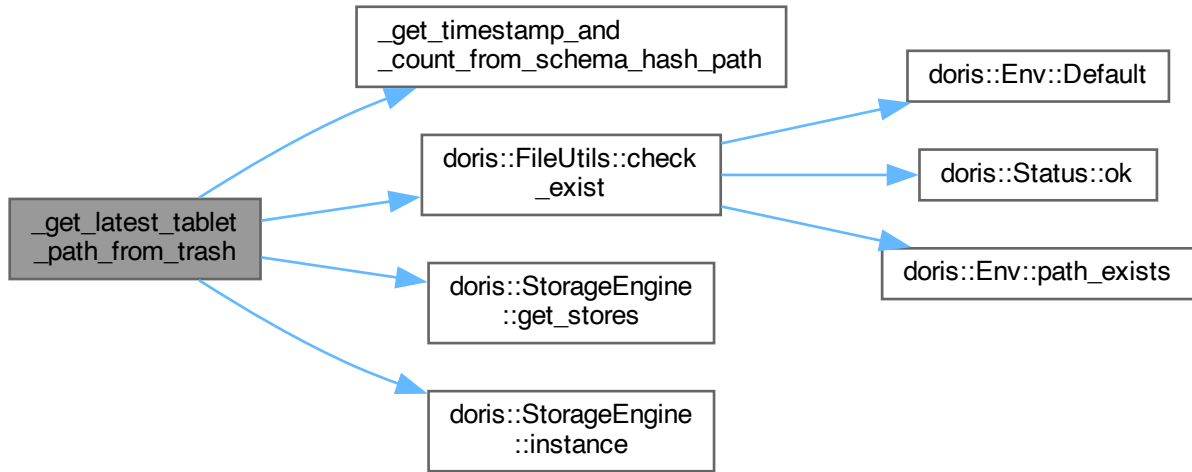 _get_latest_tablet
_path_from_trash
_get_timestamp_and
_count_from_schema_hash_path
doris::FileUtils::check
_exist
doris::StorageEngine
::get_stores
doris::StorageEngine
::instance
doris::Env::Default
doris::Status::ok
doris::Env::path_exists